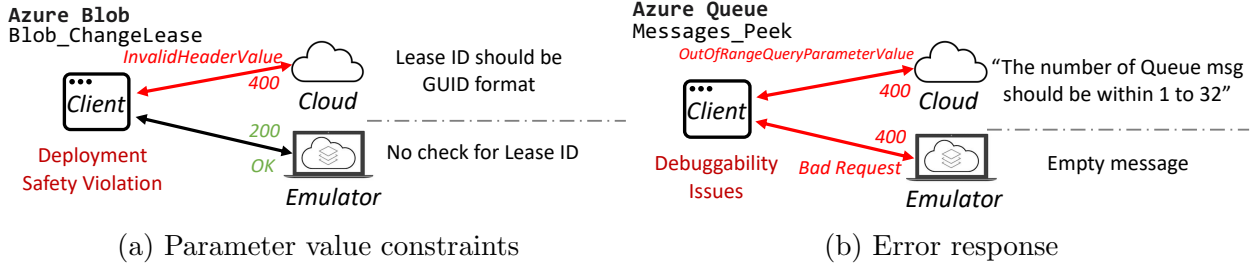 Azure Blob
Blob_ChangeLease
InvalidHeaderValue
400
Client
Cloud
Lease ID should be
GUID format
200
OK
Emulator
No check for Lease ID
Deployment
Safety Violation
(a) Parameter value constraints
Azure Queue
Messages_Peek
OutOfRangeQueryParameterValue
400
Client
Cloud
“The number of Queue msg
should be within 1 to 32”
400
Bad Request
Emulator
Empty message
Debuggability
Issues
(b) Error response